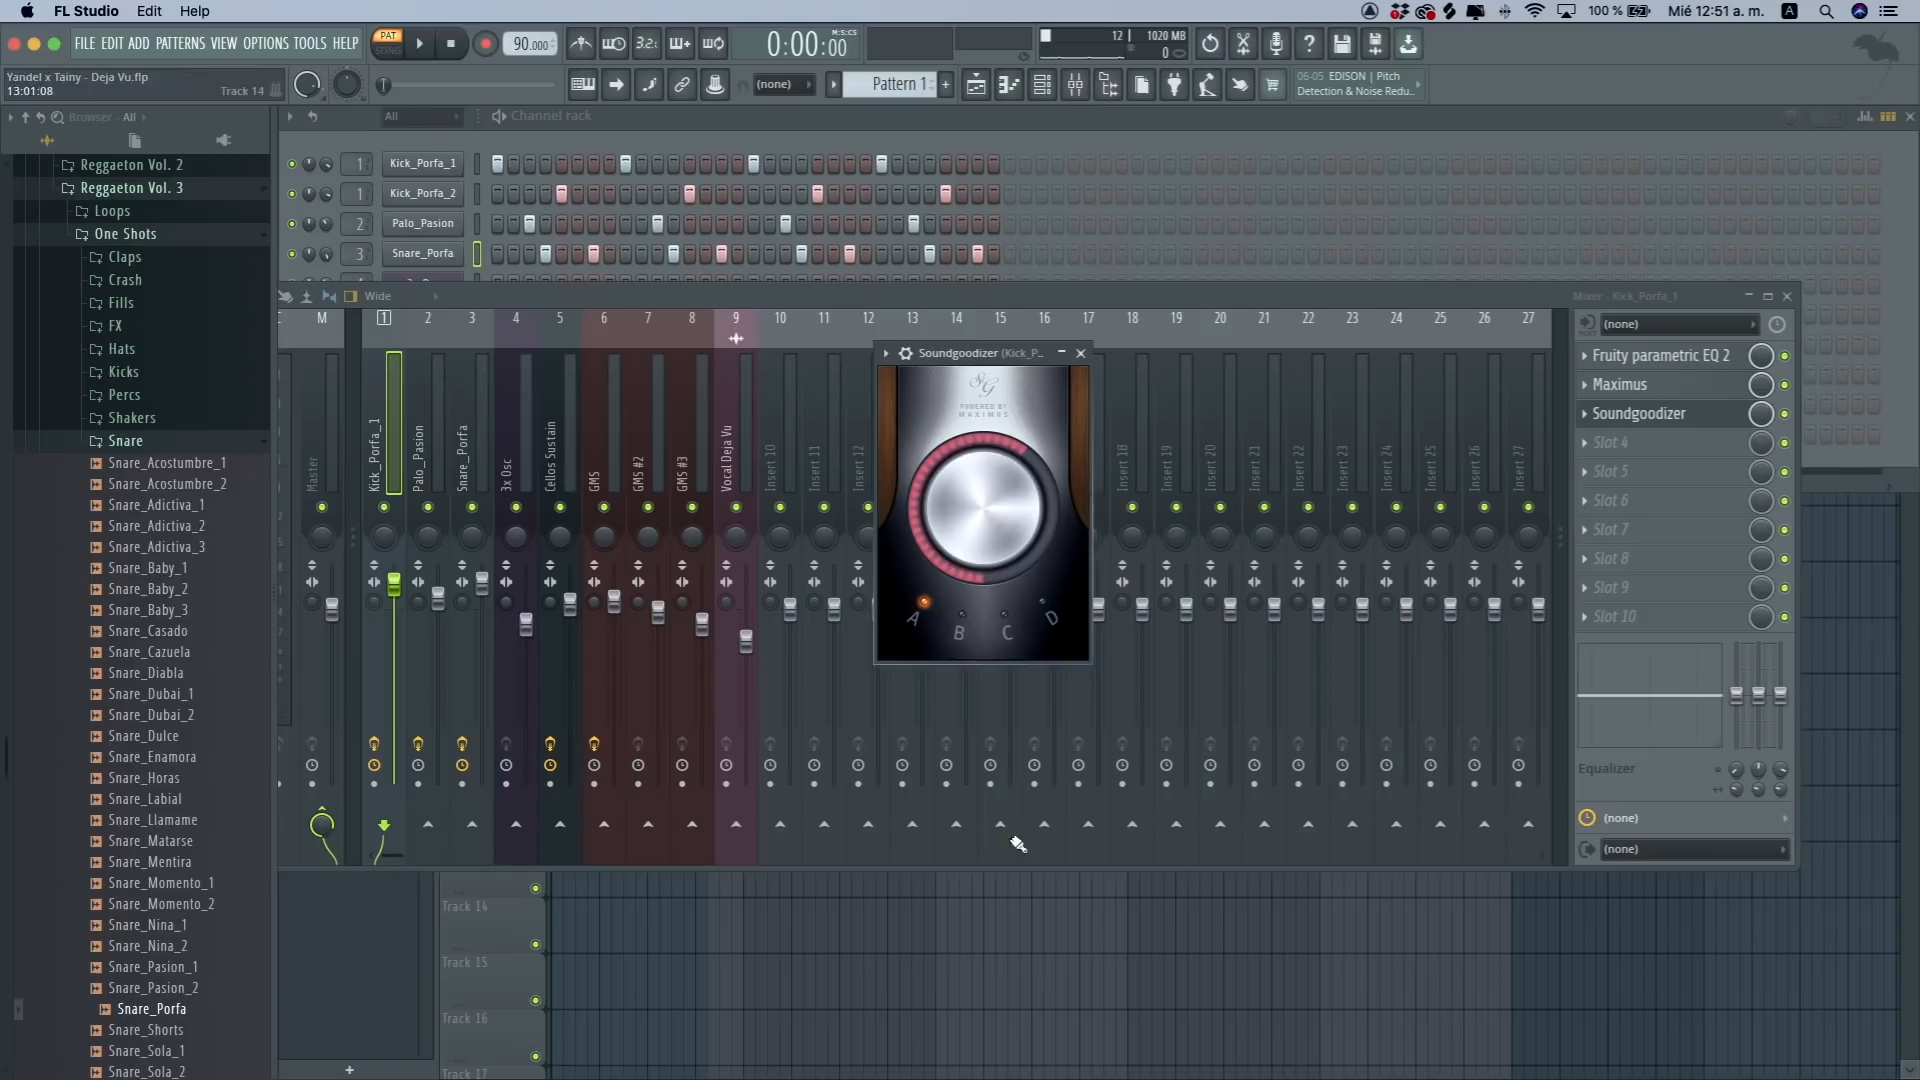 FL Studio Edit Help
100 % Mié 12:51 a. m. A
FILE EDIT ADD PATTERNS VIEW OPTIONS TOOLS HELP
PAT
SONG
90.000
3.2.
0:00:00
M:S:CS
12
1020 MB
0
Yandel x Tainy - Deja Vu.flp
13:01:08
Track 14
(none)
Pattern 1
+
06-05 EDISON | Pitch
Detection & Noise Redu..
Browser - All
All
Channel rack
Reggaeton Vol. 2
Reggaeton Vol. 3
Loops
One Shots
Claps
Crash
Fills
FX
Hats
Kicks
Percs
Shakers
Snare
Snare_Acostumbre_1
Snare_Acostumbre_2
Snare_Adictiva_1
Snare_Adictiva_2
Snare_Adictiva_3
Snare_Baby_1
Snare_Baby_2
Snare_Baby_3
Snare_Casado
Snare_Cazuela
Snare_Diabla
Snare_Dubai_1
Snare_Dubai_2
Snare_Dulce
Snare_Enamora
Snare_Horas
Snare_Labial
Snare_Llamame
Snare_Matarse
Snare_Mentira
Snare_Momento_1
Snare_Momento_2
Snare_Nina_1
Snare_Nina_2
Snare_Pasion_1
Snare_Pasion_2
Snare_Porfa
Snare_Shorts
Snare_Sola_1
Snare_Sola_2
1 Kick_Porfa_1
1 Kick_Porfa_2
2 Palo_Pasion
3 Snare_Porfa
Wide
Mixer - Kick_Porfa_1
C M 1 2 3 4 5 6 7 8 9 10 11 12 13 14 15 16 17 18 19 20 21 22 23 24 25 26 27
Master
Kick_Porfa_1
Palo_Pasion
Snare_Porfa
3x Osc
Cellos Sustain
GMS
GMS #2
GMS #3
Vocal Deja Vu
Insert 10
Insert 11
Insert 12
Insert 18
Insert 19
Insert 20
Insert 21
Insert 22
Insert 23
Insert 24
Insert 25
Insert 26
Insert 27
Soundgoodizer (Kick_P..
SG
POWERED BY
MAXIMUS
A
B
C
D
(none)
Fruity parametric EQ 2
Maximus
Soundgoodizer
Slot 4
Slot 5
Slot 6
Slot 7
Slot 8
Slot 9
Slot 10
Equalizer
(none)
(none)
Track 14
Track 15
Track 16
Track 17
+